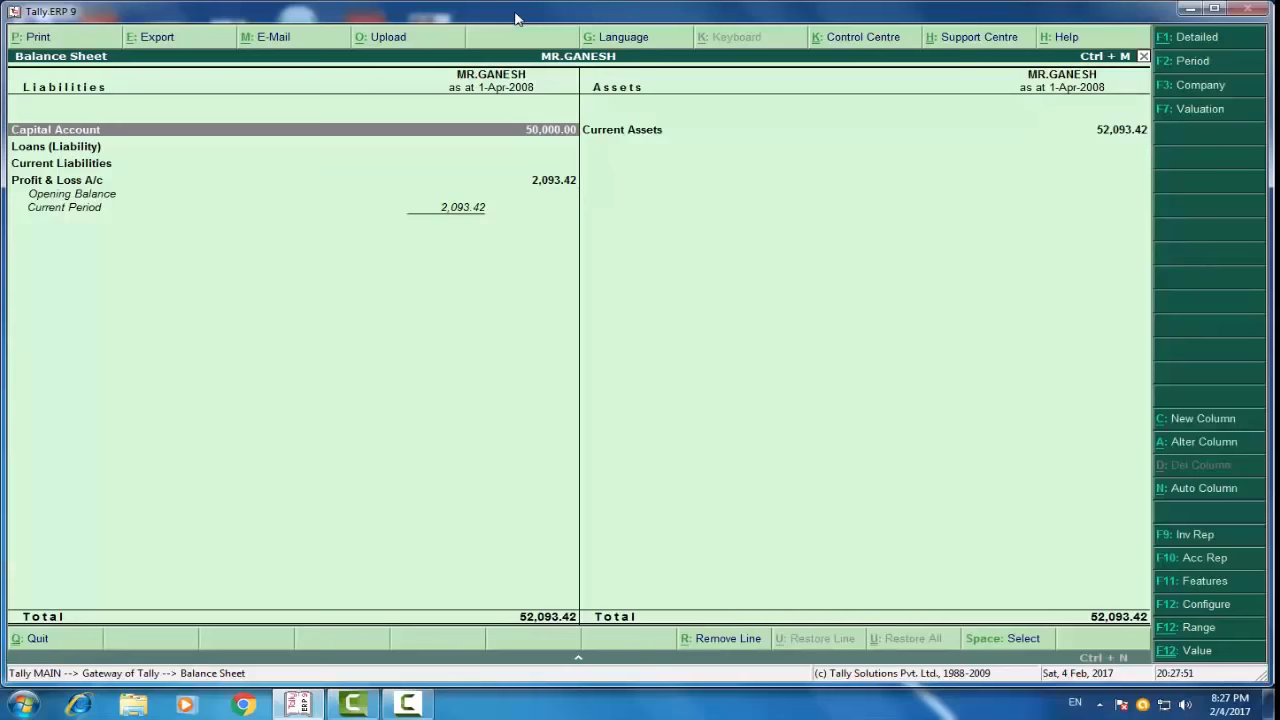 Tally.ERP 9
P: Print E: Export M: E-Mail O: Upload G: Language K: Keyboard K: Control Centre H: Support Centre H: Help
Balance Sheet MR.GANESH Ctrl + M
MR.GANESH MR.GANESH
Liabilities as at 1-Apr-2008 Assets as at 1-Apr-2008
Capital Account 50,000.00 Current Assets 52,093.42
Loans (Liability)
Current Liabilities
Profit & Loss A/c 2,093.42
Opening Balance
Current Period 2,093.42
Total 52,093.42 Total 52,093.42
Q: Quit R: Remove Line U: Restore Line U: Restore All Space: Select
Ctrl + N
F1: Detailed
F2: Period
F3: Company
F7: Valuation
C: New Column
A: Alter Column
D: Del Column
N: Auto Column
F9: Inv Rep
F10: Acc Rep
F11: Features
F12: Configure
F12: Range
F12: Value
Tally MAIN --> Gateway of Tally --> Balance Sheet (c) Tally Solutions Pvt. Ltd., 1988-2009 Sat, 4 Feb, 2017 20:27:51
EN 8:27 PM
2/4/2017